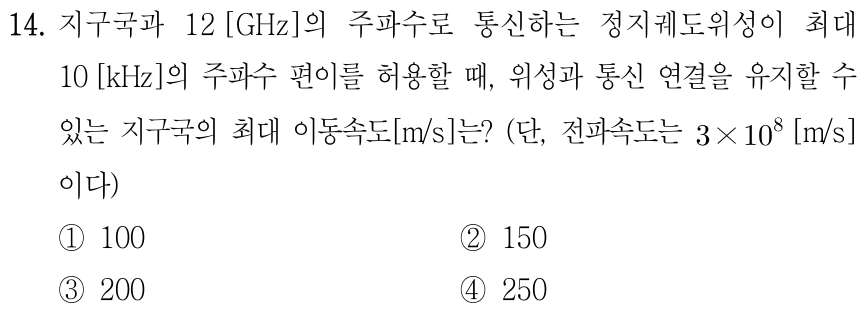 14. 지구국과 12 [GHz]의 주파수로 통신하는 정지궤도위성이 최대
10 [kHz]의 주파수 편이를 허용할 때, 위성과 통신 연결을 유지할 수
있는 지구국의 최대 이동속도[m/s]는? (단, 전파속도는 3×10⁸ [m/s]
이다)
① 100 ② 150
③ 200 ④ 250